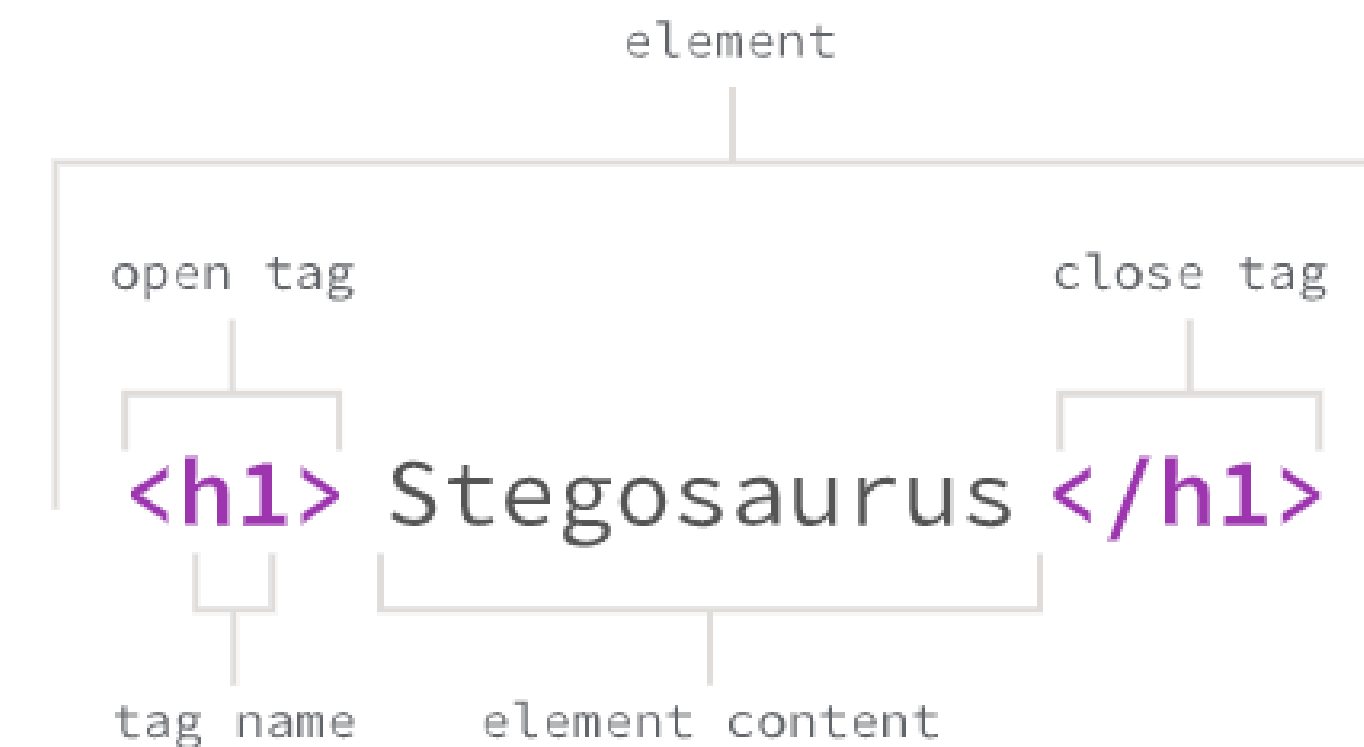 element
open tag close tag
<h1> Stegosaurus </h1>
tag name element content